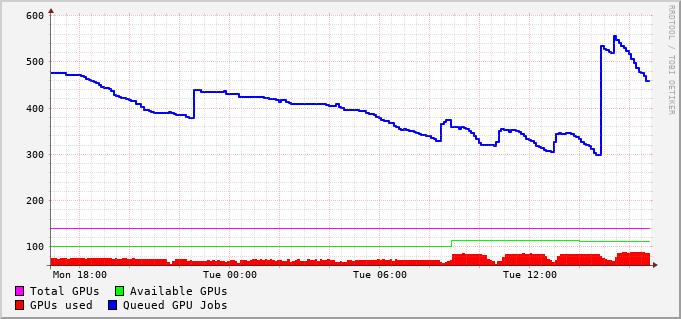 600
500
400
300
200
100
Mon 18:00 Tue 00:00 Tue 06:00 Tue 12:00
Total GPUs Available GPUs
GPUs used Queued GPU Jobs
RRDTOOL / TOBI OETIKER